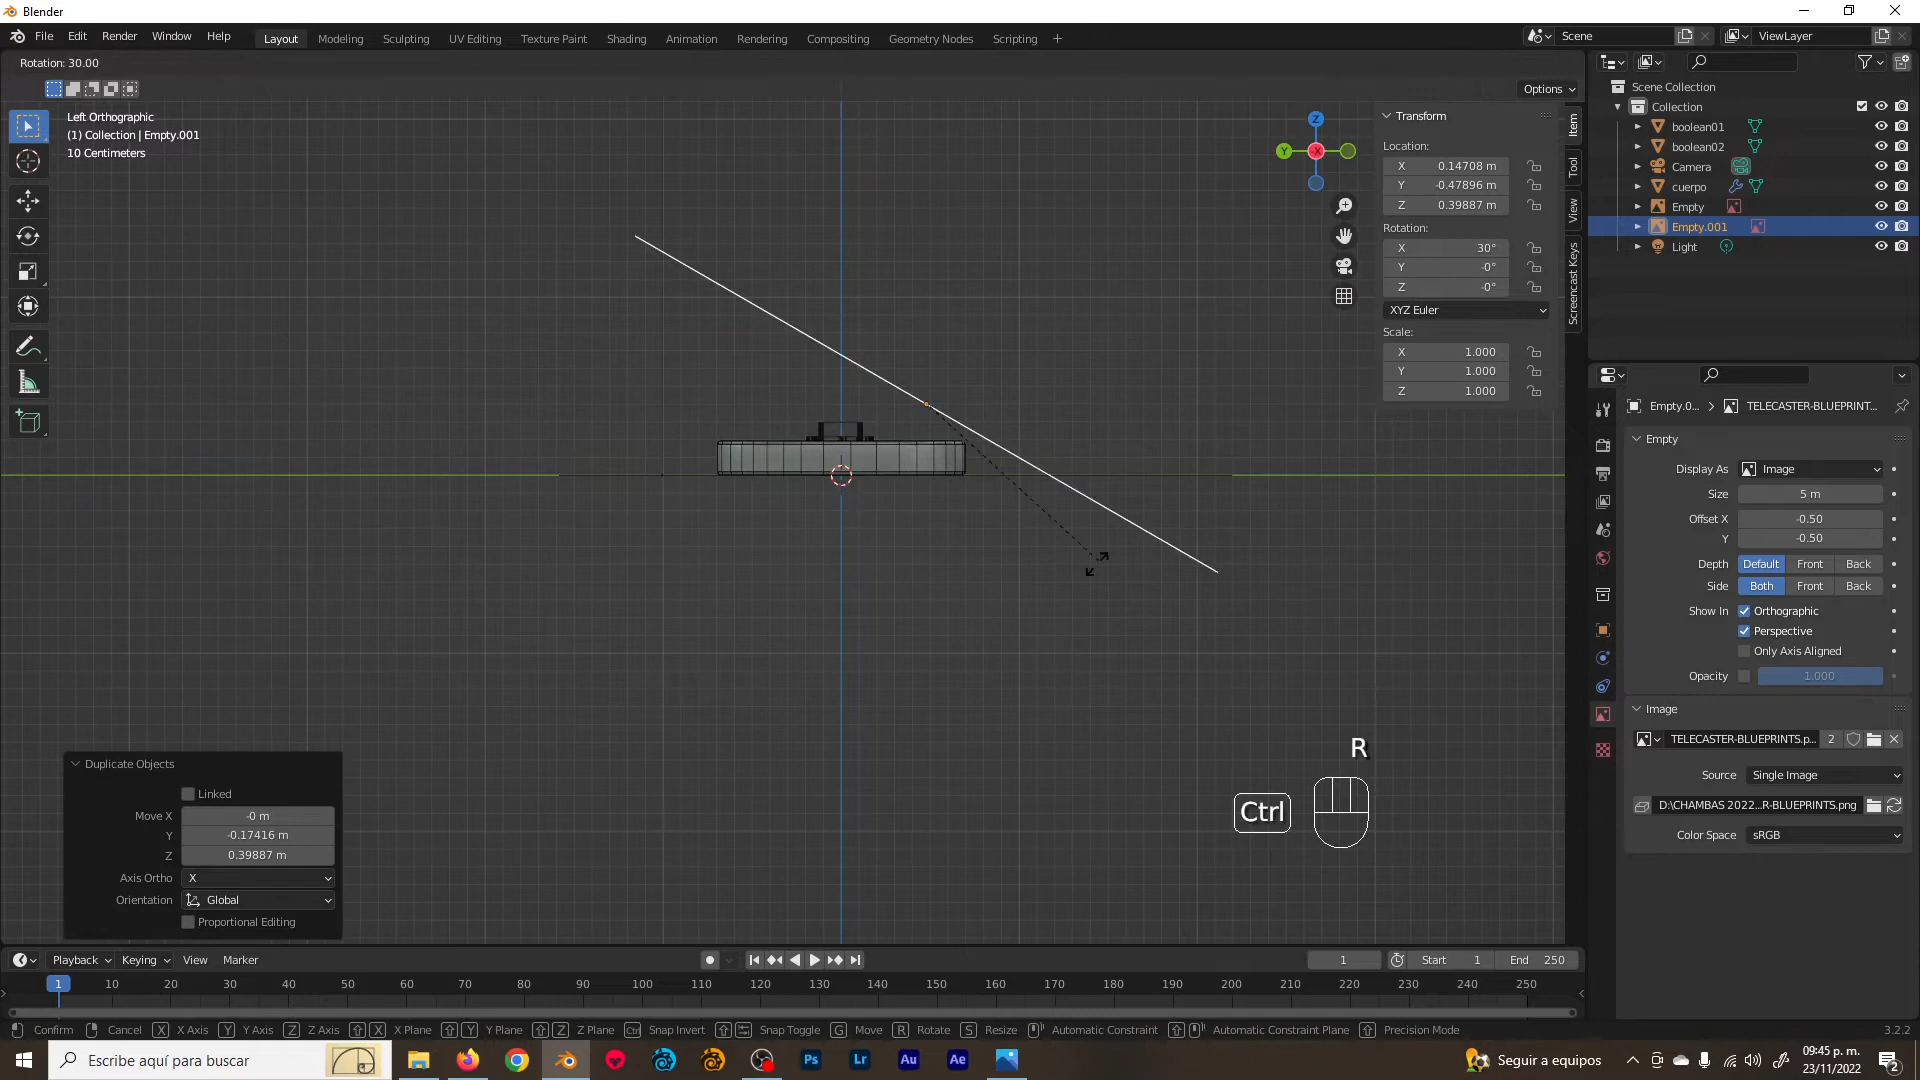 Blender
File Edit Render Window Help Layout Modeling Sculpting UV Editing Texture Paint Shading Animation Rendering Compositing Geometry Nodes Scripting + Scene ViewLayer
Rotation: 30.00
Options
Left Orthographic
(1) Collection | Empty.001
10 Centimeters
Z
Y
X
Transform
Location:
X 0.14708 m
Y -0.47896 m
Z 0.39887 m
Rotation:
X 30°
Y -0°
Z -0°
XYZ Euler
Scale:
X 1.000
Y 1.000
Z 1.000
Item
Tool
View
Screencast Keys
Scene Collection
Collection
boolean01
boolean02
Camera
cuerpo
Empty
Empty.001
Light
Empty.0... > TELECASTER-BLUEPRINT...
Empty
Display As Image
Size 5 m
Offset X -0.50
Y -0.50
Depth Default Front Back
Side Both Front Back
Show In Orthographic
Perspective
Only Axis Aligned
Opacity 1.000
Image
TELECASTER-BLUEPRINTS.p... 2
Source Single Image
D:\CHAMBAS 2022...R-BLUEPRINTS.png
Color Space sRGB
R
Ctrl
Duplicate Objects
Linked
Move X -0 m
Y -0.17416 m
Z 0.39887 m
Axis Ortho X
Orientation Global
Proportional Editing
Playback Keying View Marker 1 Start 1 End 250
1 10 20 30 40 50 60 70 80 90 100 110 120 130 140 150 160 170 180 190 200 210 220 230 240 250
Confirm Cancel X X Axis Y Y Axis Z Z Axis X X Plane Y Y Plane Z Z Plane Ctrl Snap Invert Snap Toggle G Move R Rotate S Resize Automatic Constraint Automatic Constraint Plane Precision Mode 3.2.2
Escribe aquí para buscar Ps Lr Au Ae Seguir a equipos 09:45 p. m.
23/11/2022 2